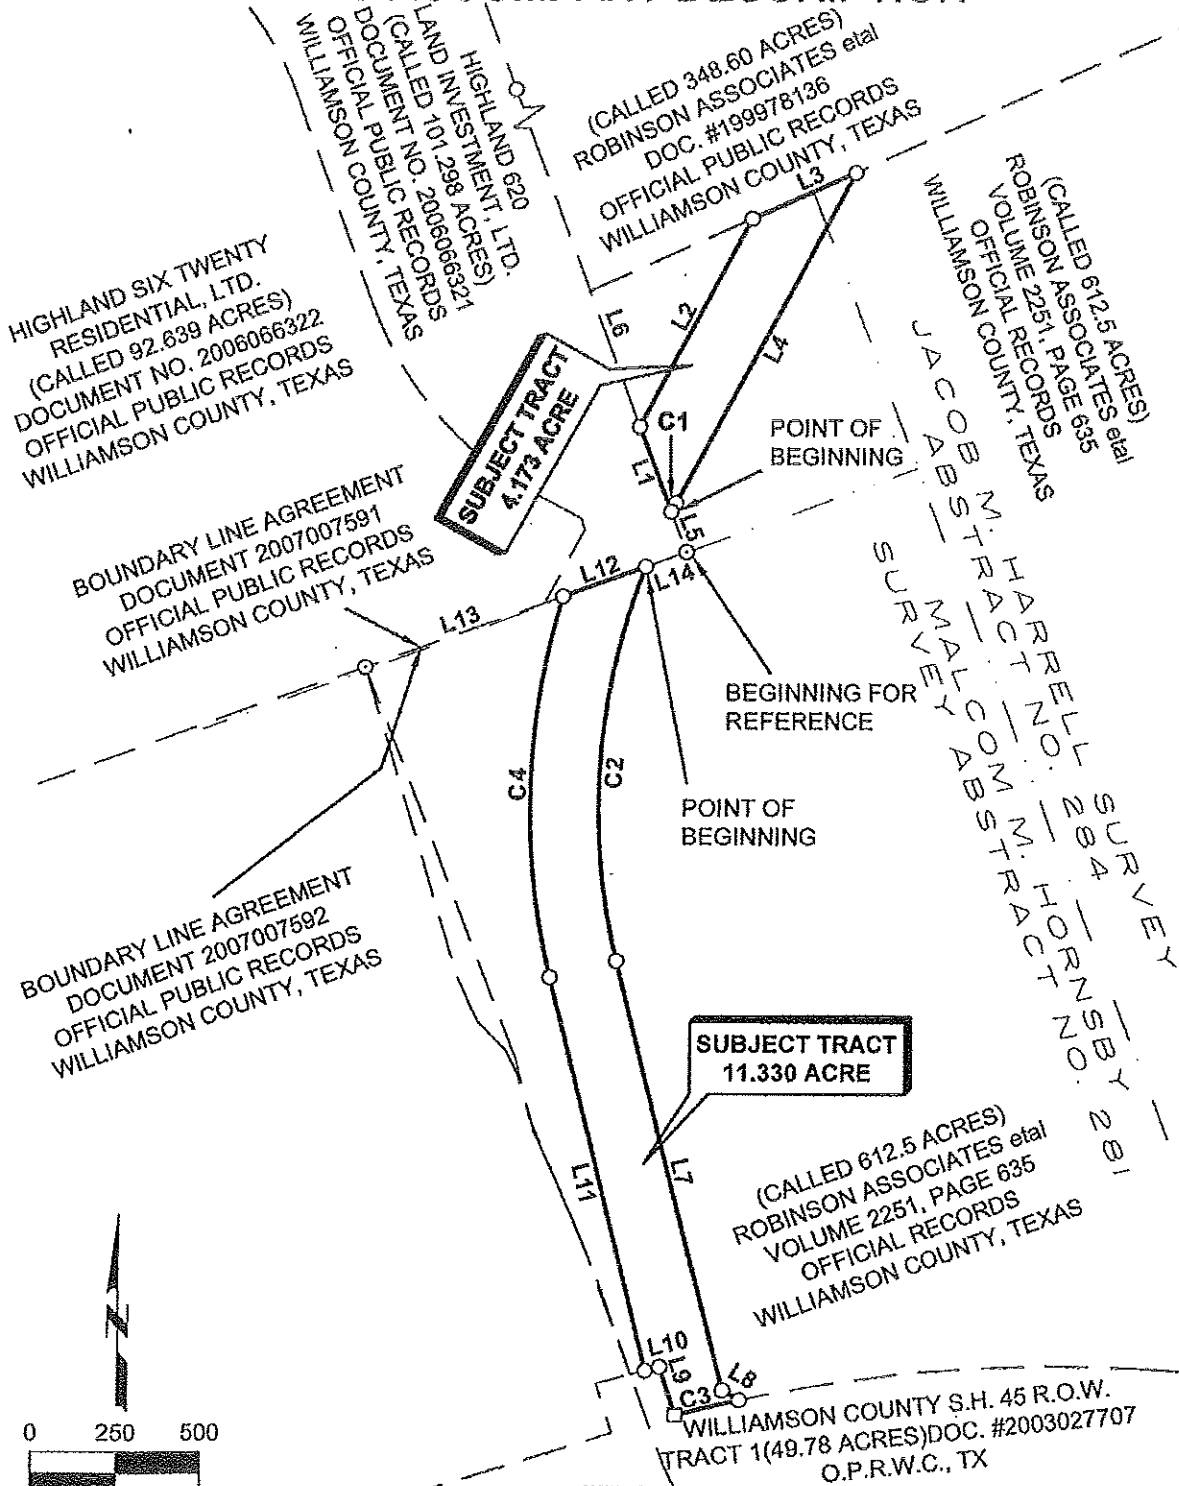 HIGHLAND 620
LAND INVESTMENT, LTD.
(CALLED 101.298 ACRES)
DOCUMENT NO. 2006066321
OFFICIAL PUBLIC RECORDS
WILLIAMSON COUNTY, TEXAS
(CALLED 348.60 ACRES)
ROBINSON ASSOCIATES etal
DOC. #199978136
OFFICIAL PUBLIC RECORDS
WILLIAMSON COUNTY, TEXAS
L3
(CALLED 612.5 ACRES)
ROBINSON ASSOCIATES etal
VOLUME 2251, PAGE 635
OFFICIAL RECORDS
WILLIAMSON COUNTY, TEXAS
HIGHLAND SIX TWENTY
RESIDENTIAL, LTD.
(CALLED 92.639 ACRES)
DOCUMENT NO. 2006066322
OFFICIAL PUBLIC RECORDS
WILLIAMSON COUNTY, TEXAS
L6
L2
L4
SUBJECT TRACT
4.173 ACRE
C1
L1
POINT OF
BEGINNING
L5
JACOB M. HARRELL SURVEY
ABSTRACT NO. 284
MALCOM M. HORNSBY
SURVEY ABSTRACT NO. 281
BOUNDARY LINE AGREEMENT
DOCUMENT 2007007591
OFFICIAL PUBLIC RECORDS
WILLIAMSON COUNTY, TEXAS
L12
L14
L13
BEGINNING FOR
REFERENCE
C4
C2
POINT OF
BEGINNING
BOUNDARY LINE AGREEMENT
DOCUMENT 2007007592
OFFICIAL PUBLIC RECORDS
WILLIAMSON COUNTY, TEXAS
SUBJECT TRACT
11.330 ACRE
L11
L7
(CALLED 612.5 ACRES)
ROBINSON ASSOCIATES etal
VOLUME 2251, PAGE 635
OFFICIAL RECORDS
WILLIAMSON COUNTY, TEXAS
N
L10
L9
L8
C3
WILLIAMSON COUNTY S.H. 45 R.O.W.
TRACT 1(49.78 ACRES)DOC. #2003027707
O.P.R.W.C., TX
0 250 500